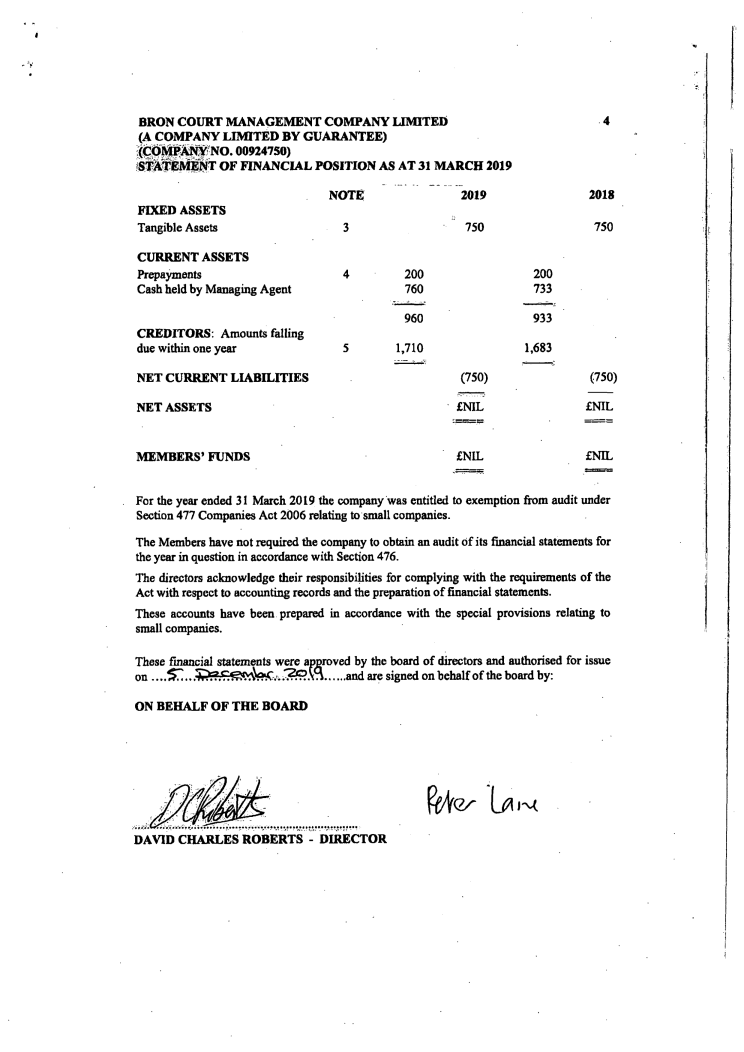 BRON COURT MANAGEMENT COMPANY LIMITED 4
(A COMPANY LIMITED BY GUARANTEE)
(COMPANY NO. 00924750)
STATEMENT OF FINANCIAL POSITION AS AT 31 MARCH 2019
NOTE 2019 2018
FIXED ASSETS
Tangible Assets 3 750 750
CURRENT ASSETS
Prepayments 4 200 200
Cash held by Managing Agent 760 733
960 933
CREDITORS: Amounts falling
due within one year 5 1,710 1,683
NET CURRENT LIABILITIES (750) (750)
NET ASSETS £NIL £NIL
MEMBERS' FUNDS £NIL £NIL
For the year ended 31 March 2019 the company was entitled to exemption from audit under
Section 477 Companies Act 2006 relating to small companies.
The Members have not required the company to obtain an audit of its financial statements for
the year in question in accordance with Section 476.
The directors acknowledge their responsibilities for complying with the requirements of the
Act with respect to accounting records and the preparation of financial statements.
These accounts have been prepared in accordance with the special provisions relating to
small companies.
These financial statements were approved by the board of directors and authorised for issue
on ....5....December...2019......and are signed on behalf of the board by:
ON BEHALF OF THE BOARD
DCRoberts Peter Lane
DAVID CHARLES ROBERTS - DIRECTOR